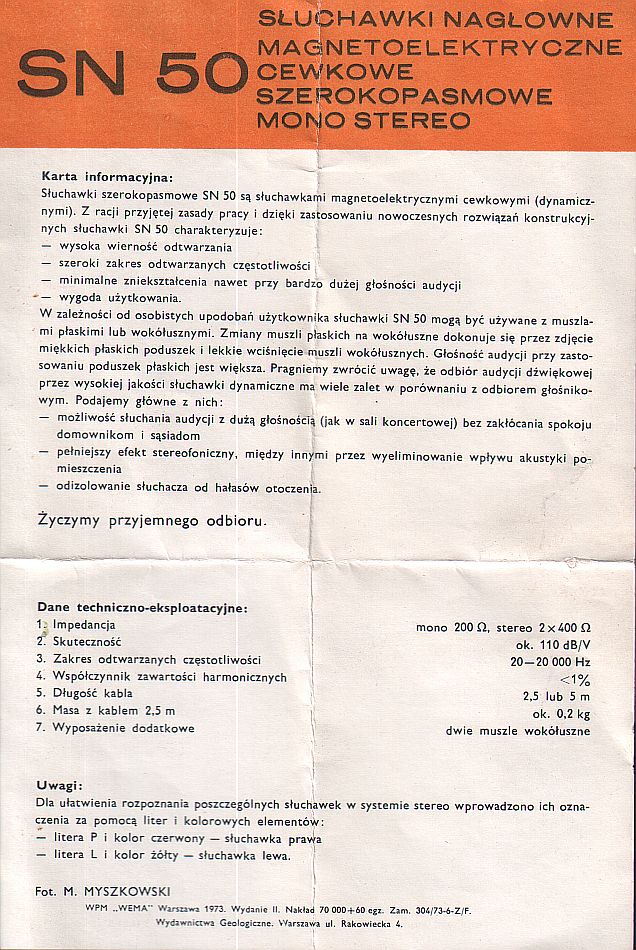 SN 50
SŁUCHAWKI NAGŁOWNE
MAGNETOELEKTRYCZNE
CEWKOWE
SZEROKOPASMOWE
MONO STEREO
Karta informacyjna:
Słuchawki szerokopasmowe SN 50 są słuchawkami magnetoelektrycznymi cewkowymi (dynamicz-
nymi). Z racji przyjętej zasady pracy i dzięki zastosowaniu nowoczesnych rozwiązań konstrukcyj-
nych słuchawki SN 50 charakteryzuje:
— wysoka wierność odtwarzania
— szeroki zakres odtwarzanych częstotliwości
— minimalne zniekształcenia nawet przy bardzo dużej głośności audycji
— wygoda użytkowania.
W zależności od osobistych upodobań użytkownika słuchawki SN 50 mogą być używane z muszla-
mi płaskimi lub wokółusznymi. Zmiany muszli płaskich na wokółuszne dokonuje się przez zdjęcie
miękkich płaskich poduszek i lekkie wciśnięcie muszli wokółusznych. Głośność audycji przy zasto-
sowaniu poduszek płaskich jest większa. Pragniemy zwrócić uwagę, że odbiór audycji dźwiękowej
przez wysokiej jakości słuchawki dynamiczne ma wiele zalet w porównaniu z odbiorem głośniko-
wym. Podajemy główne z nich:
— możliwość słuchania audycji z dużą głośnością (jak w sali koncertowej) bez zakłócania spokoju
domownikom i sąsiadom
— pełniejszy efekt stereofoniczny, między innymi przez wyeliminowanie wpływu akustyki po-
mieszczenia
— odizolowanie słuchacza od hałasów otoczenia.
Życzymy przyjemnego odbioru.
Dane techniczno-eksploatacyjne:
1. Impedancja mono 200 Ω, stereo 2 x 400 Ω
2. Skuteczność ok. 110 dB/V
3. Zakres odtwarzanych częstotliwości 20—20 000 Hz
4. Współczynnik zawartości harmonicznych <1%
5. Długość kabla 2,5 lub 5 m
6. Masa z kablem 2,5 m ok. 0,2 kg
7. Wyposażenie dodatkowe dwie muszle wokółuszne
Uwagi:
Dla ułatwienia rozpoznania poszczególnych słuchawek w systemie stereo wprowadzono ich ozna-
czenia za pomocą liter i kolorowych elementów:
— litera P i kolor czerwony — słuchawka prawa
— litera L i kolor żółty — słuchawka lewa.
Fot. M. MYSZKOWSKI
WPM „WEMA" Warszawa 1973. Wydanie II. Nakład 70 000+60 egz. Zam. 304/73-6-Z/F.
Wydawnictwa Geologiczne. Warszawa ul. Rakowiecka 4.